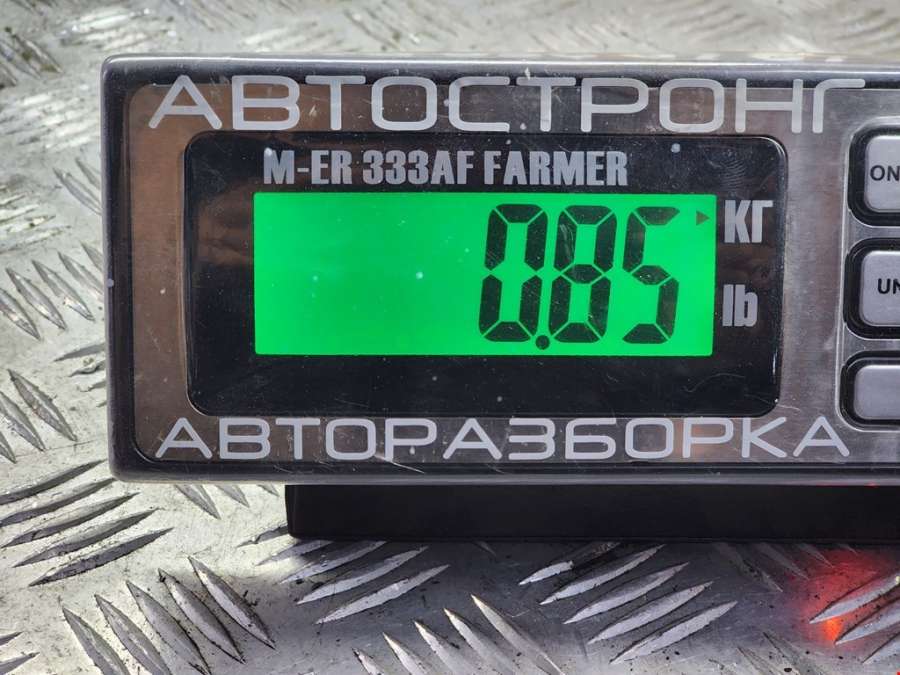 АВТОСТРОНГ
M-ER 333AF FARMER
0.85
КГ
lb
АВТОРАЗБОРКА
ON
UN